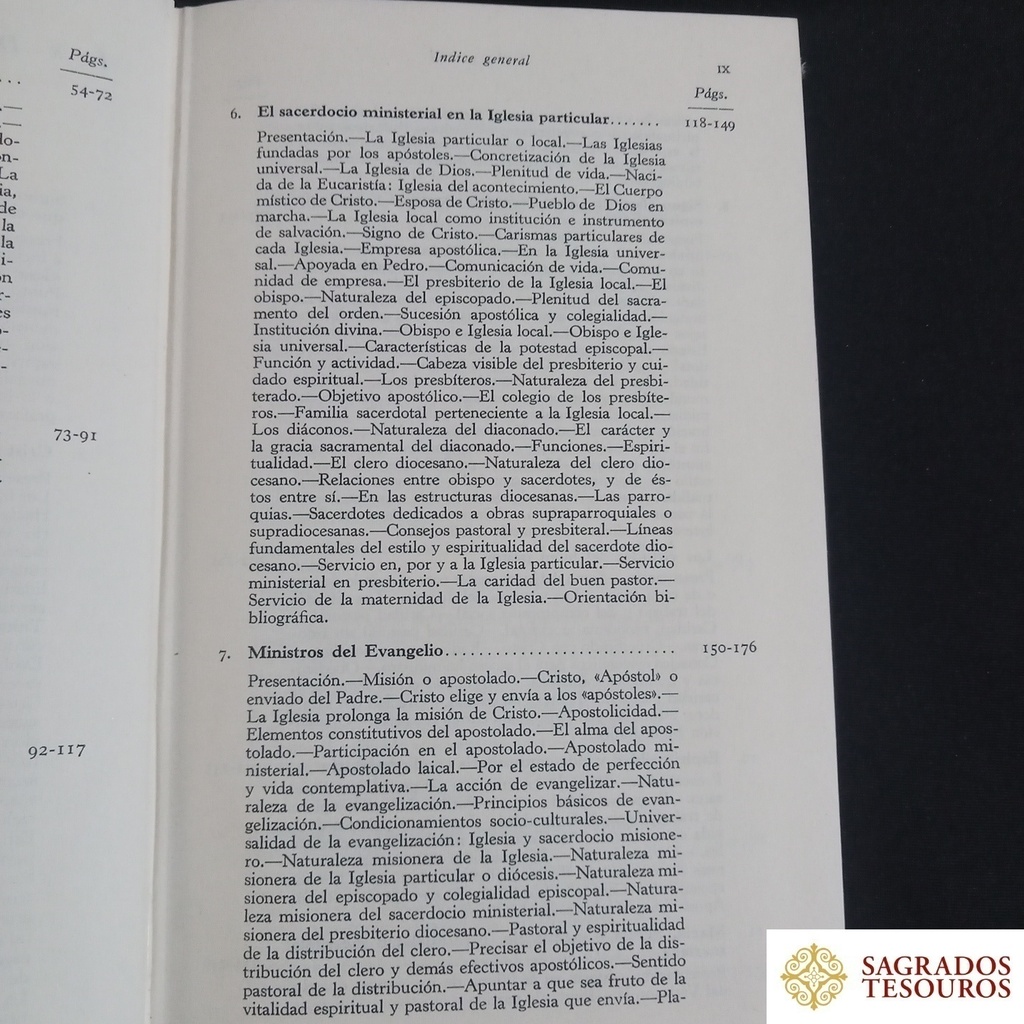 Págs.
54-72
73-91
92-117
Indice general
IX
Págs.
6. El sacerdocio ministerial en la Iglesia particular.......
118-149
Presentación.—La Iglesia particular o local.—Las Iglesias
fundadas por los apóstoles.—Concretización de la Iglesia
universal.—La Iglesia de Dios.—Plenitud de vida.—Naci-
da de la Eucaristía: Iglesia del acontecimiento.—El Cuerpo
místico de Cristo.—Esposa de Cristo.—Pueblo de Dios en
marcha.—La Iglesia local como institución e instrumento
de salvación.—Signo de Cristo.—Carismas particulares de
cada Iglesia.—Empresa apostólica.—En la Iglesia univer-
sal.—Apoyada en Pedro.—Comunicación de vida.—Comu-
nidad de empresa.—El presbiterio de la Iglesia local.—El
obispo.—Naturaleza del episcopado.—Plenitud del sacra-
mento del orden.—Sucesión apostólica y colegialidad.—
Institución divina.—Obispo e Iglesia local.—Obispo e Igle-
sia universal.—Características de la potestad episcopal.—
Función y actividad.—Cabeza visible del presbiterio y cui-
dado espiritual.—Los presbíteros.—Naturaleza del presbi-
terado.—Objetivo apostólico.—El colegio de los presbíte-
ros.—Familia sacerdotal perteneciente a la Iglesia local.—
Los diáconos.—Naturaleza del diaconado.—El carácter y
la gracia sacramental del diaconado.—Funciones.—Espiri-
tualidad.—El clero diocesano.—Naturaleza del clero dio-
cesano.—Relaciones entre obispo y sacerdotes, y de és-
tos entre sí.—En las estructuras diocesanas.—Las parro-
quias.—Sacerdotes dedicados a obras supraparroquiales o
supradiocesanas.—Consejos pastoral y presbiteral.—Líneas
fundamentales del estilo y espiritualidad del sacerdote dio-
cesano.—Servicio en, por y a la Iglesia particular.—Servicio
ministerial en presbiterio.—La caridad del buen pastor.—
Servicio de la maternidad de la Iglesia.—Orientación bi-
bliográfica.
7. Ministros del Evangelio...........................
150-176
Presentación.—Misión o apostolado.—Cristo, «Apóstol» o
enviado del Padre.—Cristo elige y envía a los «apóstoles».—
La Iglesia prolonga la misión de Cristo.—Apostolicidad.—
Elementos constitutivos del apostolado.—El alma del apos-
tolado.—Participación en el apostolado.—Apostolado mi-
nisterial.—Apostolado laical.—Por el estado de perfección
y vida contemplativa.—La acción de evangelizar.—Natu-
raleza de la evangelización.—Principios básicos de evan-
gelización.—Condicionamientos socio-culturales.—Univer-
salidad de la evangelización: Iglesia y sacerdocio misione-
ro.—Naturaleza misionera de la Iglesia.—Naturaleza mi-
sionera de la Iglesia particular o diócesis.—Naturaleza mi-
sionera del episcopado y colegialidad episcopal.—Natura-
leza misionera del sacerdocio ministerial.—Naturaleza mi-
sionera del presbiterio diocesano.—Pastoral y espiritualidad
de la distribución del clero.—Precisar el objetivo de la dis-
tribución del clero y demás efectivos apostólicos.—Sentido
pastoral de la distribución.—Apuntar a que sea fruto de la
vitalidad espiritual y pastoral de la Iglesia que envía.—Pla-
SAGRADOS
TESOUROS